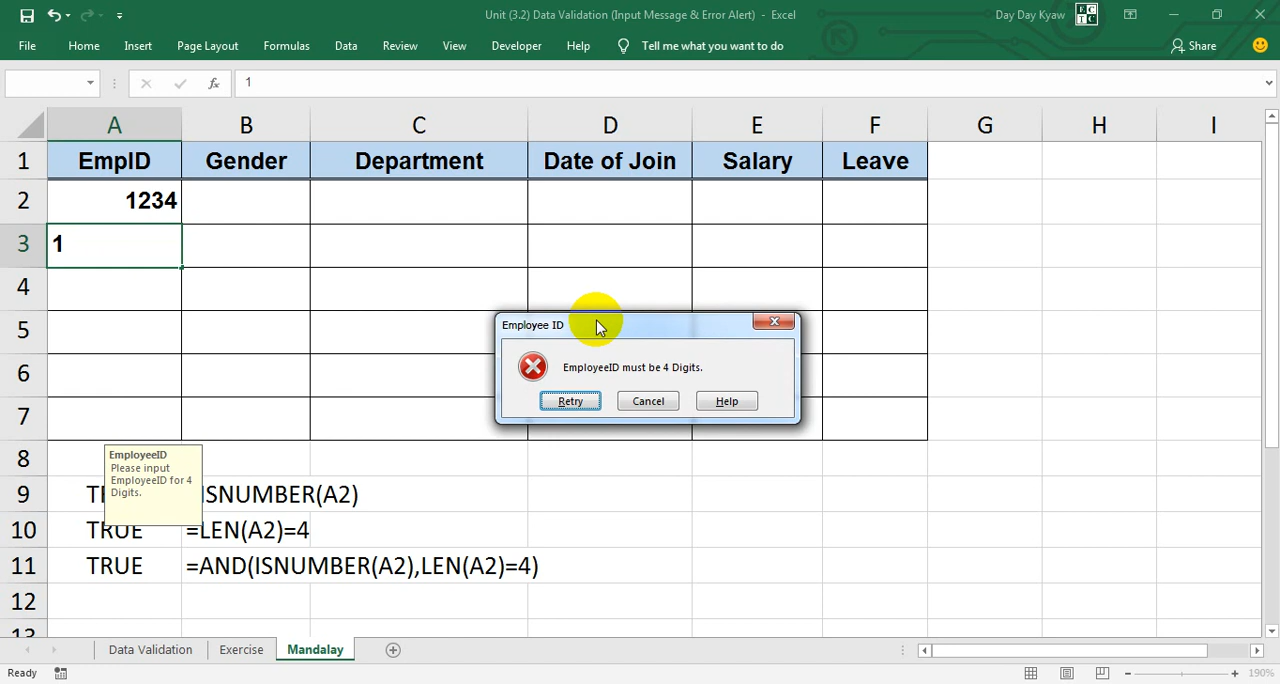 Unit (3.2) Data Validation (Input Message & Error Alert) - Excel
Day Day Kyaw
EC
TC
File Home Insert Page Layout Formulas Data Review View Developer Help Tell me what you want to do Share
fx 1
A B C D E F G H I
1 EmpID Gender Department Date of Join Salary Leave
2 1234
3 1
4
5
6
7
Employee ID
EmployeeID must be 4 Digits.
Retry Cancel Help
8
EmployeeID
Please input
EmployeeID for 4
Digits.
9 ISNUMBER(A2)
10 TRUE =LEN(A2)=4
11 TRUE =AND(ISNUMBER(A2),LEN(A2)=4)
12
13
Data Validation Exercise Mandalay
Ready 190%